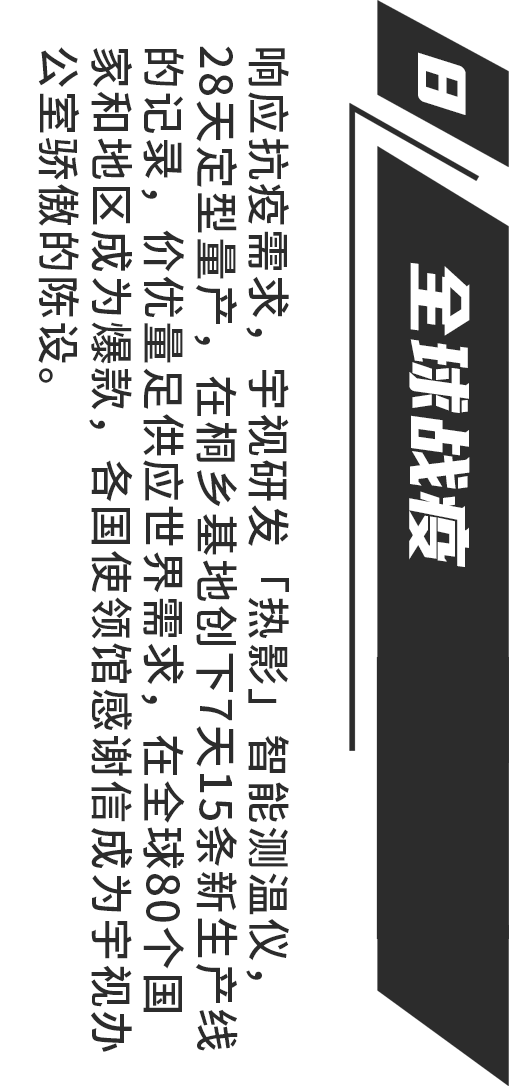 8
全球战疫
响应抗疫需求，宇视研发「热影」智能测温仪，
28天定型量产，在桐乡基地创下7天15条新生产线
的记录，价优量足供应世界需求，在全球80个国
家和地区成为爆款，各国使领馆感谢信成为宇视办
公室骄傲的陈设。